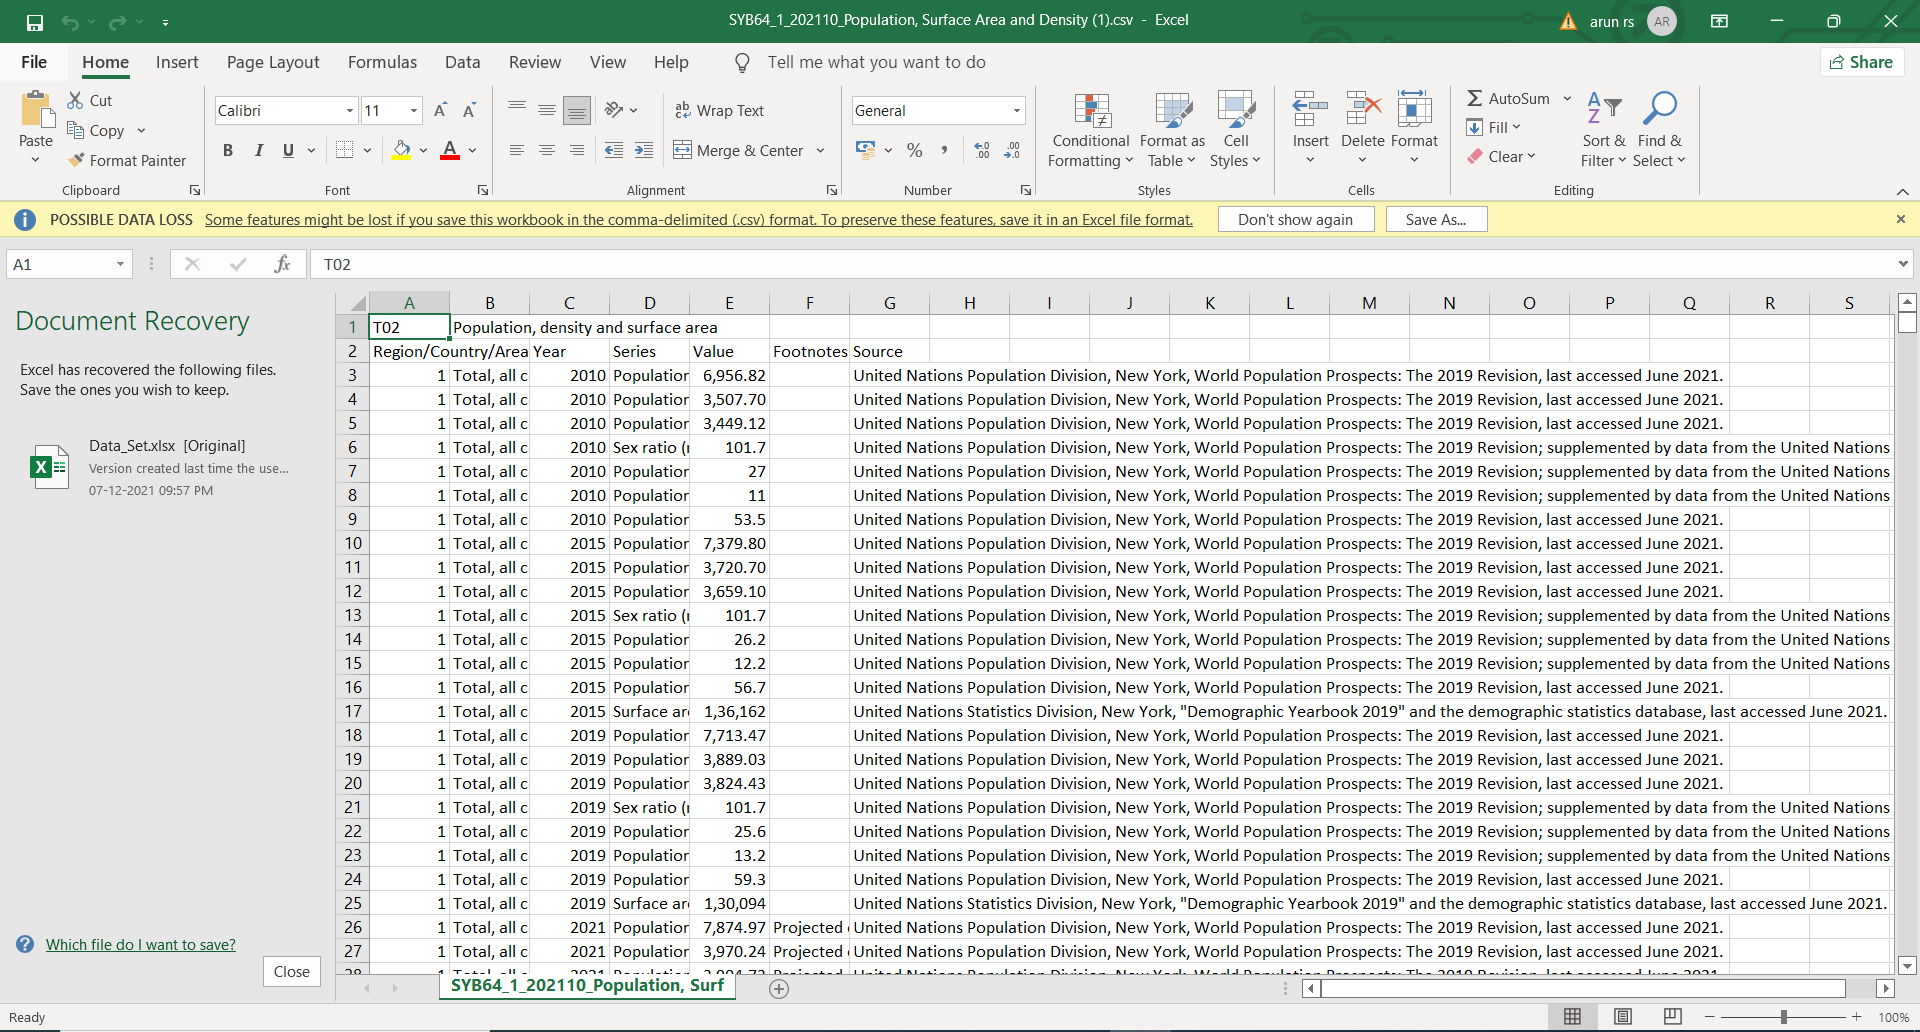 SYB64_1_202110_Population, Surface Area and Density (1).csv - Excel
arun rs AR
File Home Insert Page Layout Formulas Data Review View Help Tell me what you want to do Share
Paste
Cut
Copy
Format Painter
Clipboard
Calibri 11
B I U A
Font
Wrap Text
Merge & Center
Alignment
General
% , .00
Number
Conditional Formatting
Format as Table
Cell Styles
Styles
Insert Delete Format
Cells
AutoSum
Fill
Clear
Sort & Filter
Find & Select
Editing
POSSIBLE DATA LOSS Some features might be lost if you save this workbook in the comma-delimited (.csv) format. To preserve these features, save it in an Excel file format. Don't show again Save As...
A1 fx T02
Document Recovery
Excel has recovered the following files.
Save the ones you wish to keep.
Data_Set.xlsx [Original]
Version created last time the use...
07-12-2021 09:57 PM
Which file do I want to save?
Close
A B C D E F G H I J K L M N O P Q R S
1 T02 Population, density and surface area
2 Region/Country/Area Year Series Value Footnotes Source
3 1 Total, all c 2010 Population 6,956.82 United Nations Population Division, New York, World Population Prospects: The 2019 Revision, last accessed June 2021.
4 1 Total, all c 2010 Population 3,507.70 United Nations Population Division, New York, World Population Prospects: The 2019 Revision, last accessed June 2021.
5 1 Total, all c 2010 Population 3,449.12 United Nations Population Division, New York, World Population Prospects: The 2019 Revision, last accessed June 2021.
6 1 Total, all c 2010 Sex ratio ( 101.7 United Nations Population Division, New York, World Population Prospects: The 2019 Revision; supplemented by data from the United Nations
7 1 Total, all c 2010 Population 27 United Nations Population Division, New York, World Population Prospects: The 2019 Revision; supplemented by data from the United Nations
8 1 Total, all c 2010 Population 11 United Nations Population Division, New York, World Population Prospects: The 2019 Revision; supplemented by data from the United Nations
9 1 Total, all c 2010 Population 53.5 United Nations Population Division, New York, World Population Prospects: The 2019 Revision, last accessed June 2021.
10 1 Total, all c 2015 Population 7,379.80 United Nations Population Division, New York, World Population Prospects: The 2019 Revision, last accessed June 2021.
11 1 Total, all c 2015 Population 3,720.70 United Nations Population Division, New York, World Population Prospects: The 2019 Revision, last accessed June 2021.
12 1 Total, all c 2015 Population 3,659.10 United Nations Population Division, New York, World Population Prospects: The 2019 Revision, last accessed June 2021.
13 1 Total, all c 2015 Sex ratio ( 101.7 United Nations Population Division, New York, World Population Prospects: The 2019 Revision; supplemented by data from the United Nations
14 1 Total, all c 2015 Population 26.2 United Nations Population Division, New York, World Population Prospects: The 2019 Revision; supplemented by data from the United Nations
15 1 Total, all c 2015 Population 12.2 United Nations Population Division, New York, World Population Prospects: The 2019 Revision; supplemented by data from the United Nations
16 1 Total, all c 2015 Population 56.7 United Nations Population Division, New York, World Population Prospects: The 2019 Revision, last accessed June 2021.
17 1 Total, all c 2015 Surface are 1,36,162 United Nations Statistics Division, New York, "Demographic Yearbook 2019" and the demographic statistics database, last accessed June 2021.
18 1 Total, all c 2019 Population 7,713.47 United Nations Population Division, New York, World Population Prospects: The 2019 Revision, last accessed June 2021.
19 1 Total, all c 2019 Population 3,889.03 United Nations Population Division, New York, World Population Prospects: The 2019 Revision, last accessed June 2021.
20 1 Total, all c 2019 Population 3,824.43 United Nations Population Division, New York, World Population Prospects: The 2019 Revision, last accessed June 2021.
21 1 Total, all c 2019 Sex ratio ( 101.7 United Nations Population Division, New York, World Population Prospects: The 2019 Revision; supplemented by data from the United Nations
22 1 Total, all c 2019 Population 25.6 United Nations Population Division, New York, World Population Prospects: The 2019 Revision; supplemented by data from the United Nations
23 1 Total, all c 2019 Population 13.2 United Nations Population Division, New York, World Population Prospects: The 2019 Revision; supplemented by data from the United Nations
24 1 Total, all c 2019 Population 59.3 United Nations Population Division, New York, World Population Prospects: The 2019 Revision, last accessed June 2021.
25 1 Total, all c 2019 Surface are 1,30,094 United Nations Statistics Division, New York, "Demographic Yearbook 2019" and the demographic statistics database, last accessed June 2021.
26 1 Total, all c 2021 Population 7,874.97 Projected United Nations Population Division, New York, World Population Prospects: The 2019 Revision, last accessed June 2021.
27 1 Total, all c 2021 Population 3,970.24 Projected United Nations Population Division, New York, World Population Prospects: The 2019 Revision, last accessed June 2021.
SYB64_1_202110_Population, Surf
Ready 100%